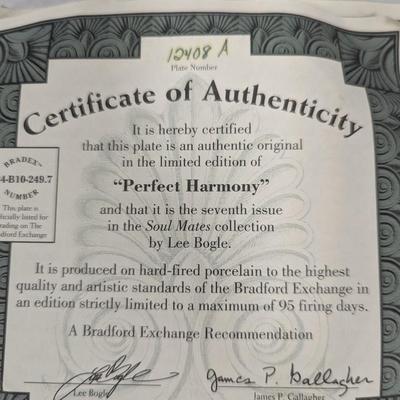 12408 A
Plate Number
Certificate of Authenticity
It is hereby certified
that this plate is an authentic original
in the limited edition of
“Perfect Harmony”
and that it is the seventh issue
in the Soul Mates collection
by Lee Bogle.
BRADEX
4-B10-249.7
NUMBER
This plate is
officially listed for
trading on The
Bradford Exchange
It is produced on hard-fired porcelain to the highest
quality and artistic standards of the Bradford Exchange in
an edition strictly limited to a maximum of 95 firing days.
A Bradford Exchange Recommendation
Lee Bogle
James P. Gallagher
Lee Bogle
James P. Gallagher